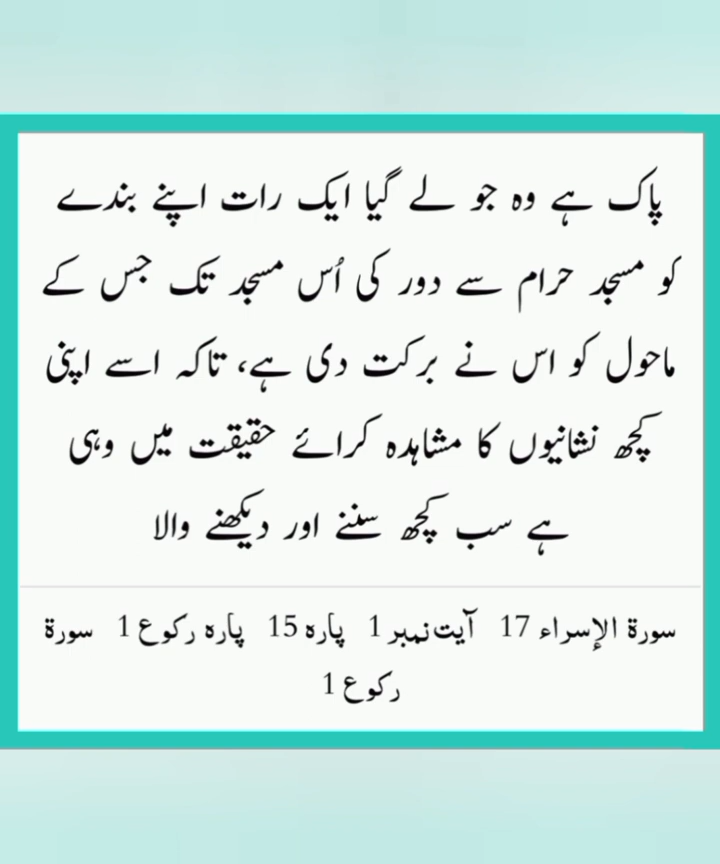 پاک ہے وہ جو لے گیا ایک رات اپنے بندے
کو مسجد حرام سے دور کی اُس مسجد تک جس کے
ماحول کو اس نے برکت دی ہے، تاکہ اسے اپنی
کچھ نشانیوں کا مشاہدہ کرائے حقیقت میں وہی
ہے سب کچھ سننے اور دیکھنے والا
سورة الإسراء 17 آیت نمبر 1 پارہ 15 پارہ رکوع 1 سورة
رکوع 1